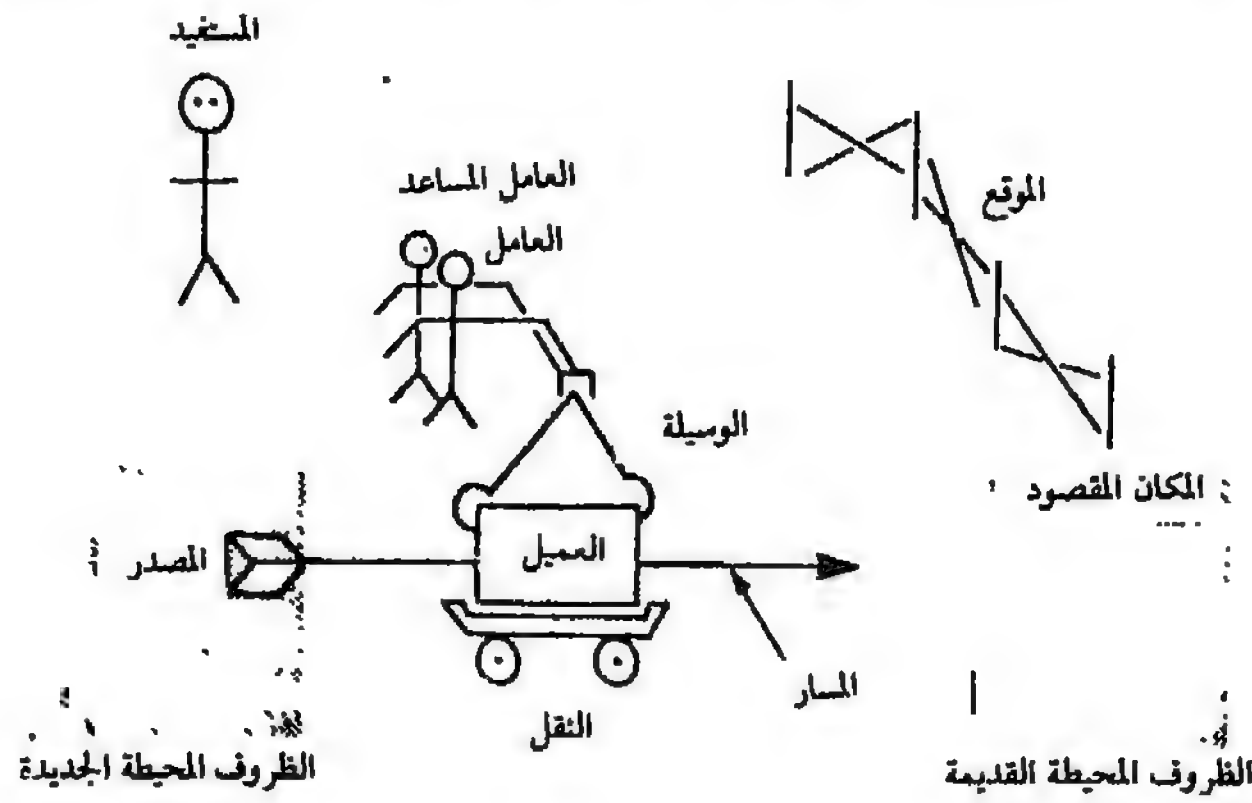 المستفيد
العامل المساعد
العامل
الموقع
الوسيلة
المكان المقصود
العميل
المصدر
المسار
النقل
الظروف المحيطة الجديدة
الظروف المحيطة القديمة